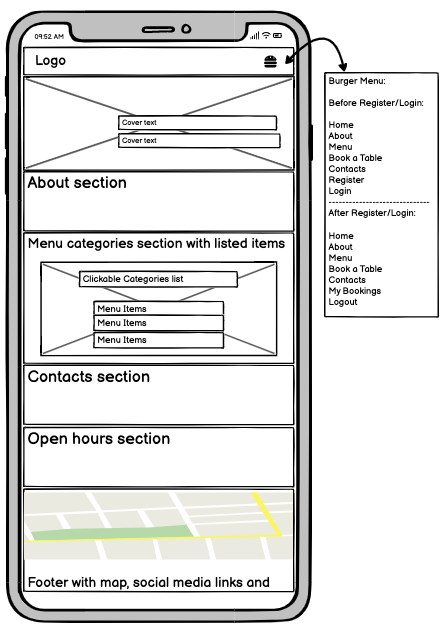 09:52 AM
Logo
Cover text
Cover text
About section
Menu categories section with listed items
Clickable Categories list
Menu Items
Menu Items
Menu Items
Contacts section
Open hours section
Footer with map, social media links and
Burger Menu:
Before Register/Login:
Home
About
Menu
Book a Table
Contacts
Register
Login
------------------------------
After Register/Login:
Home
About
Menu
Book a Table
Contacts
My Bookings
Logout